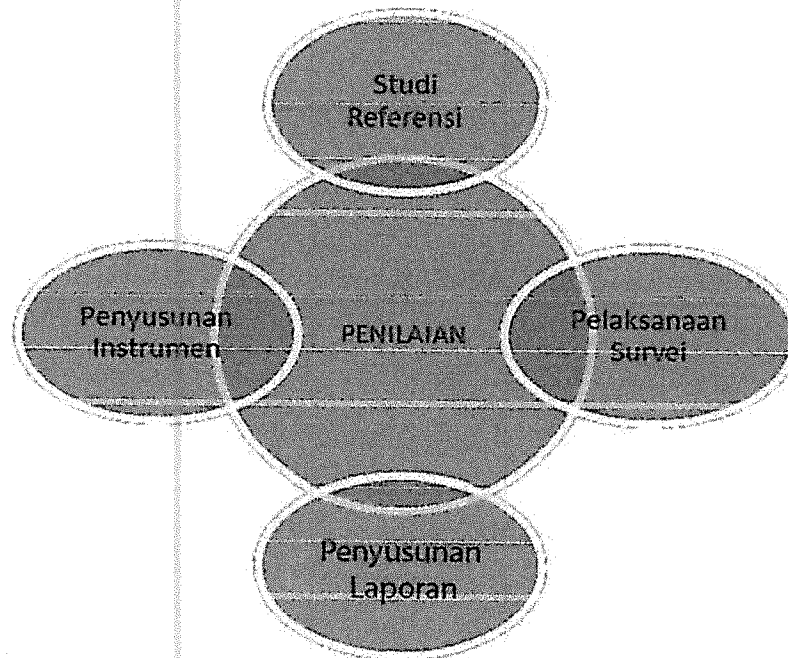 Studi
Referensi
Penyusunan
Instrumen
PENILAIAN
Pelaksanaan
Survei
Penyusunan
Laporan